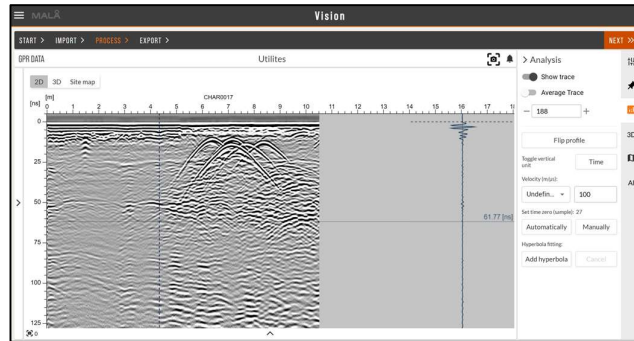 MALÅ
Vision
START > IMPORT > PROCESS > EXPORT >
NEXT >>
GPR DATA
Utilites
> Analysis
2D 3D Site map
Show trace
Average Trace
[m]
CHAR0017
[ns] 0 1 2 3 4 5 6 7 8 9 10 11 12 13 14 15 16 17 18
− 188 +
0
25
50
75
100
125
61.77 [ns]
Flip profile
Toggle vertical unit
Time
Velocity (m/µs):
Undefin... 100
Set time zero (sample): 27
Automatically Manually
Hyperbola fitting:
Add hyperbola Cancel
3D
0